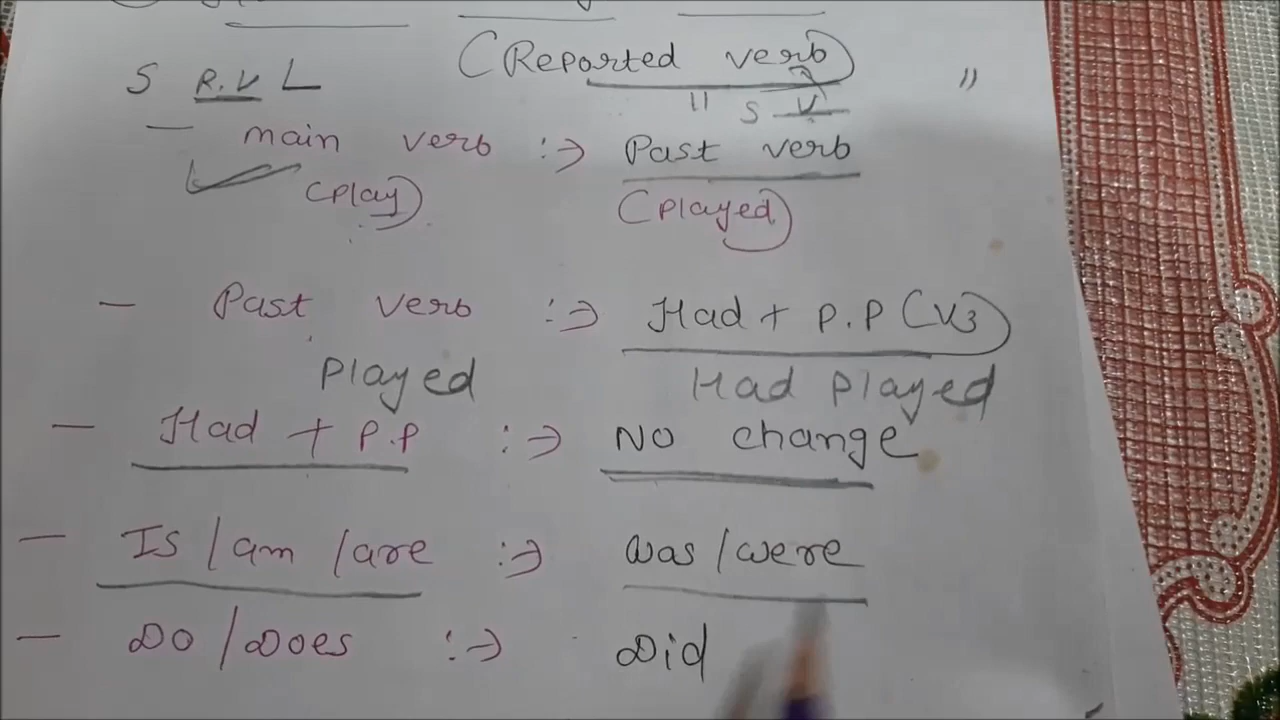 (Reported verb)
S R.V L "
" S V
— main verb :→ Past verb
(Play) (Played)
— Past verb :→ Had + P.P (V3)
Played Had Played
— Had + P.P :→ No change
— Is / am / are :→ was / were
— Do / Does :→ Did